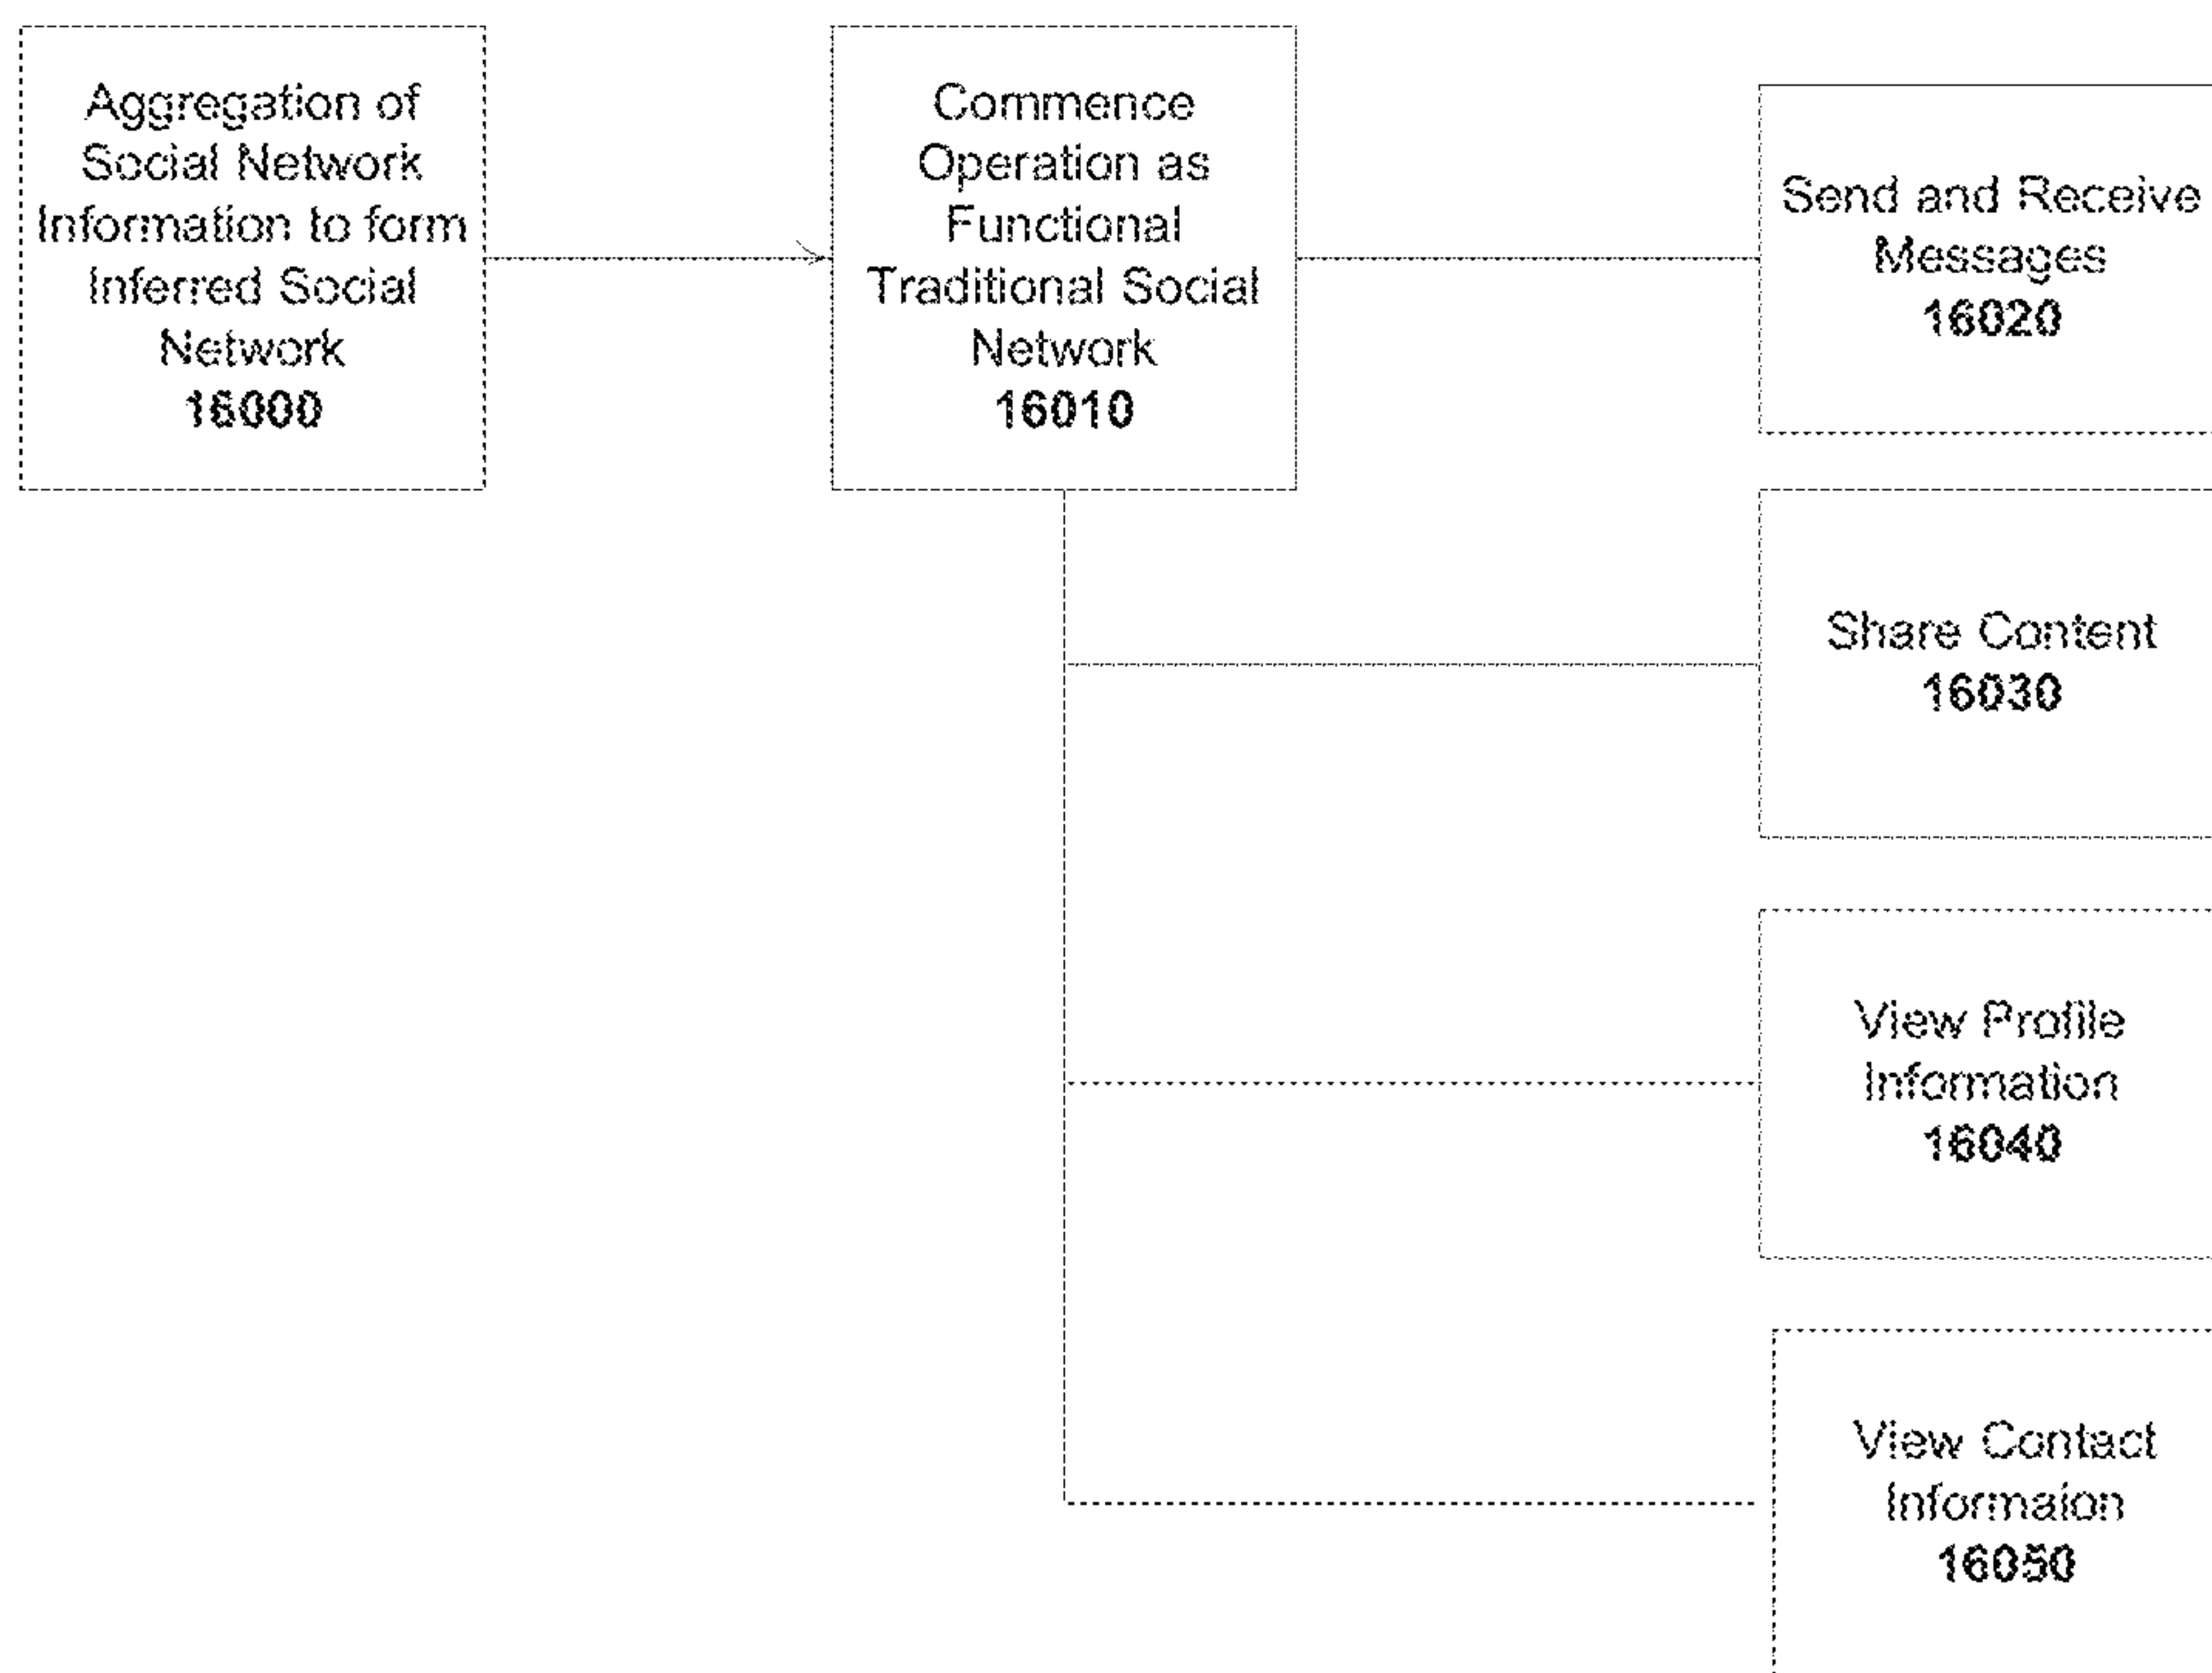 Aggregation of
Social Network
Information to form
Inferred Social
Network
16000
Commence
Operation as
Functional
Traditional Social
Network
16010
Send and Receive
Messages
16020
Share Content
16030
View Profile
Information
16040
View Contact
Informaion
16050